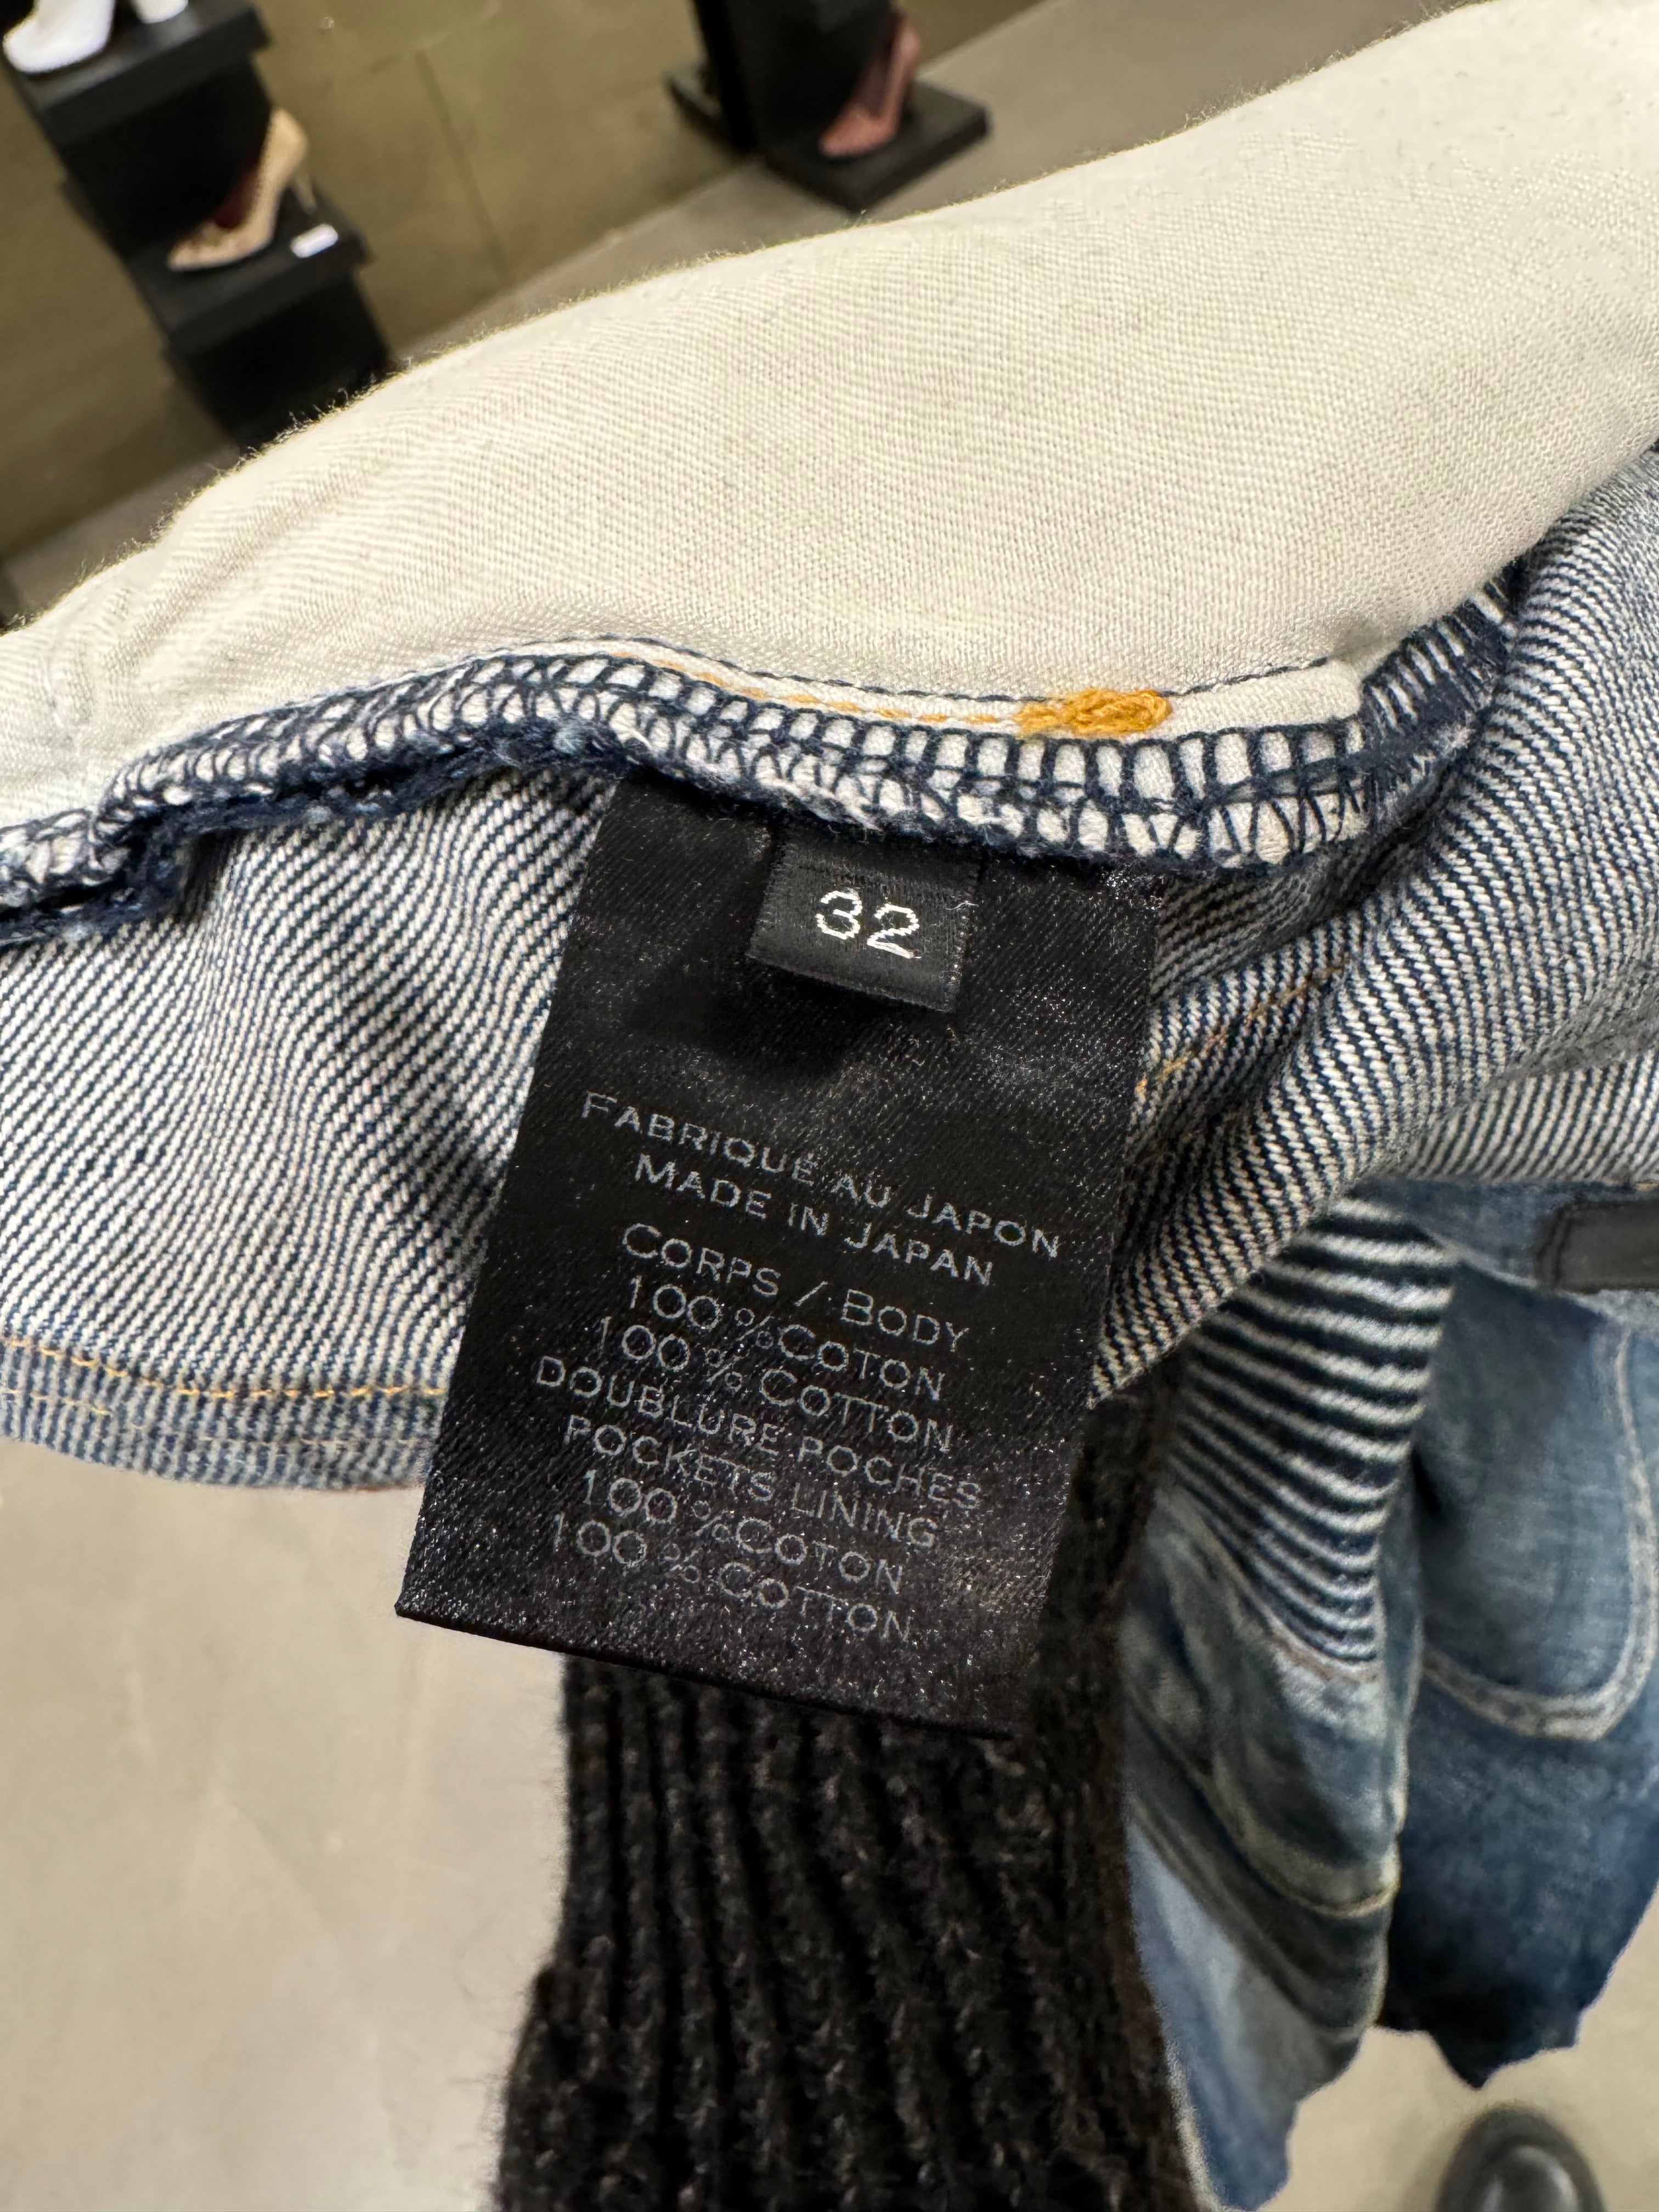 32
FABRIQUE AU JAPON
MADE IN JAPAN
CORPS / BODY
100 % COTON
100 % COTTON
DOUBLURE POCHES
POCKETS LINING
100 % COTON
100 % COTTON